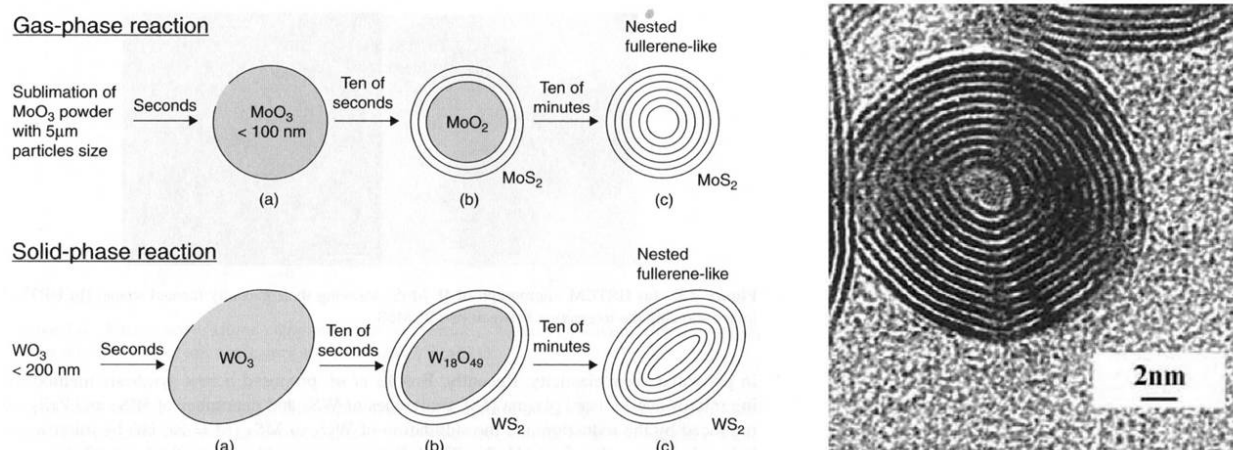 Gas-phase reaction
Nested
fullerene-like
Sublimation of
MoO₃ powder
with 5μm
particles size
Seconds
MoO₃
< 100 nm
Ten of
seconds
MoO₂
MoS₂
Ten of
minutes
MoS₂
(a)
(b)
(c)
Solid-phase reaction
Nested
fullerene-like
WO₃
< 200 nm
Seconds
WO₃
Ten of
seconds
W₁₈O₄₉
WS₂
Ten of
minutes
WS₂
(a)
(b)
(c)
2nm